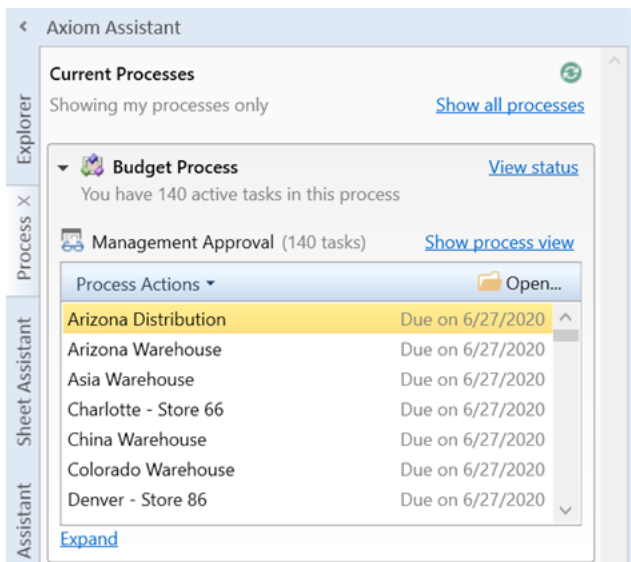 Axiom Assistant
Explorer
Process X
Sheet Assistant
Assistant
Current Processes
Showing my processes only
Show all processes
Budget Process
View status
You have 140 active tasks in this process
Management Approval (140 tasks)
Show process view
Process Actions
Open...
Arizona Distribution Due on 6/27/2020
Arizona Warehouse Due on 6/27/2020
Asia Warehouse Due on 6/27/2020
Charlotte - Store 66 Due on 6/27/2020
China Warehouse Due on 6/27/2020
Colorado Warehouse Due on 6/27/2020
Denver - Store 86 Due on 6/27/2020
Expand